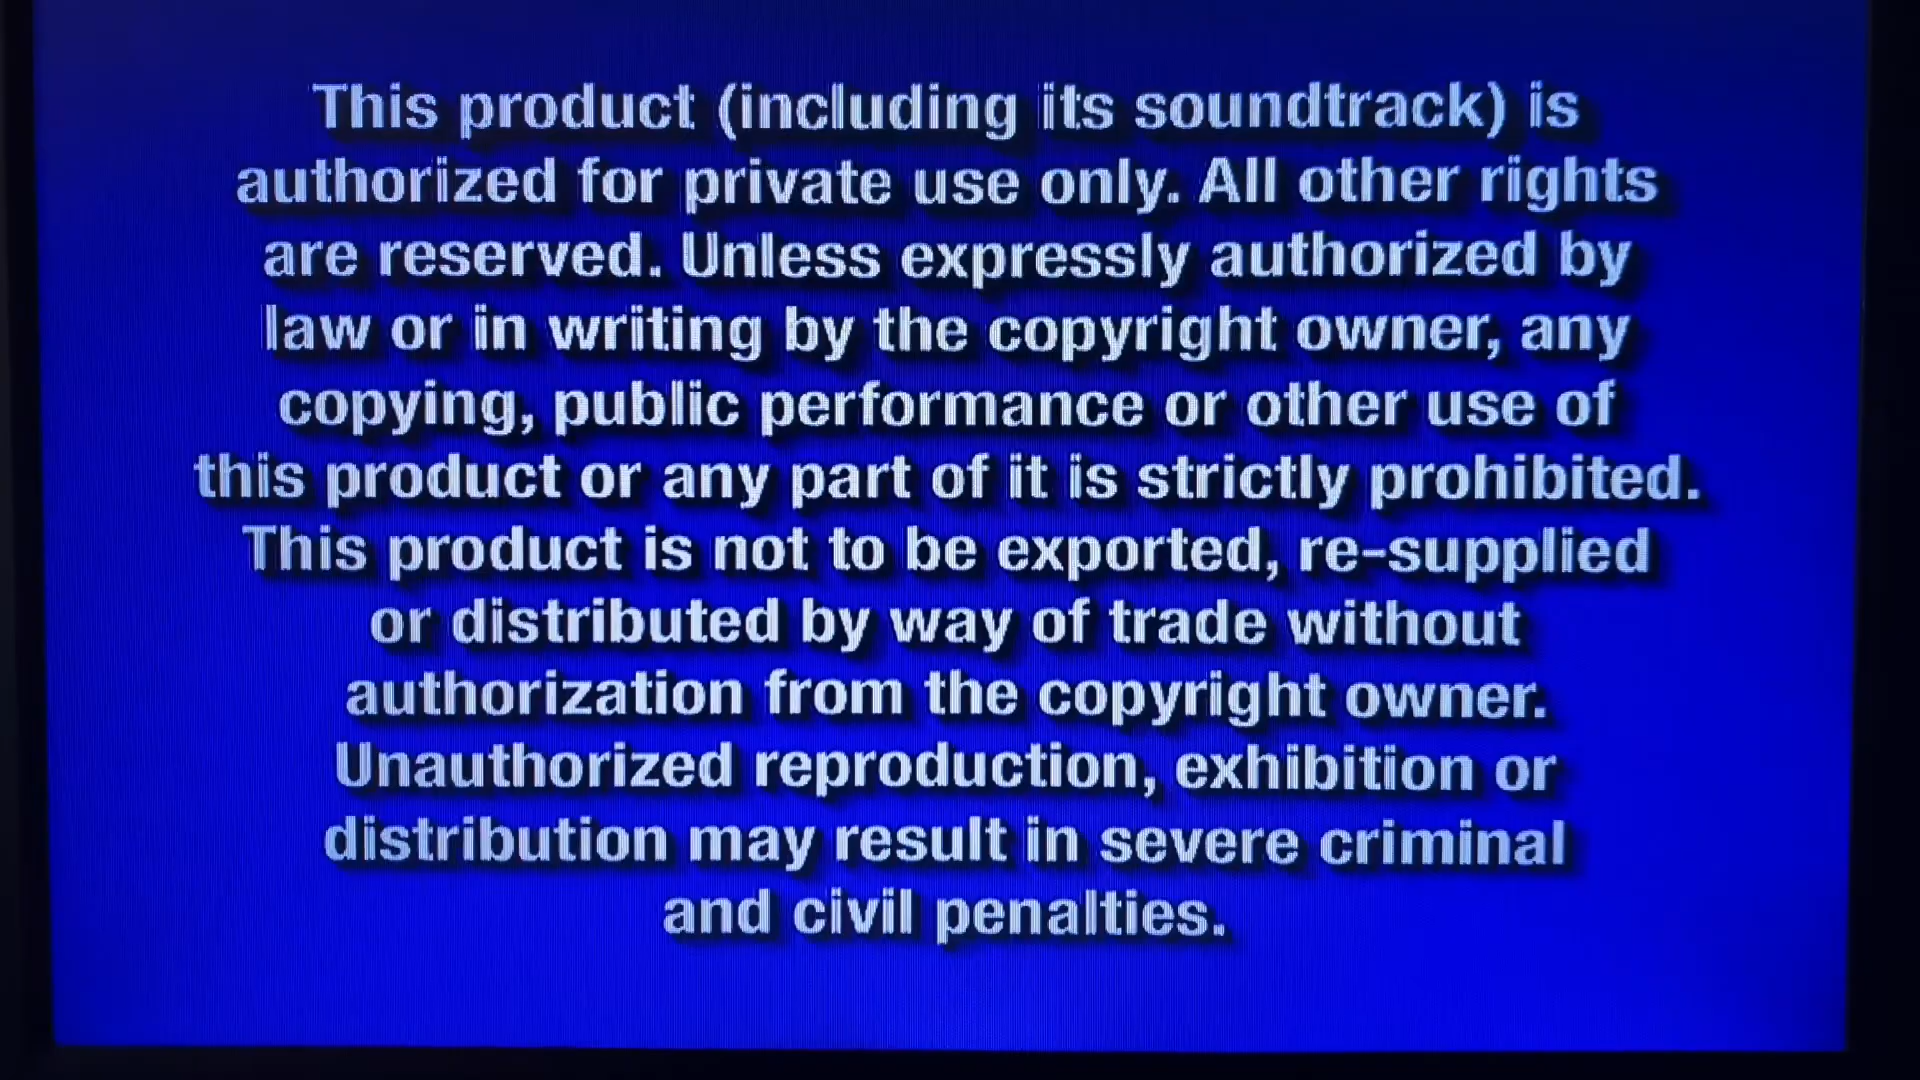 This product (including its soundtrack) is
authorized for private use only. All other rights
are reserved. Unless expressly authorized by
law or in writing by the copyright owner, any
copying, public performance or other use of
this product or any part of it is strictly prohibited.
This product is not to be exported, re-supplied
or distributed by way of trade without
authorization from the copyright owner.
Unauthorized reproduction, exhibition or
distribution may result in severe criminal
and civil penalties.